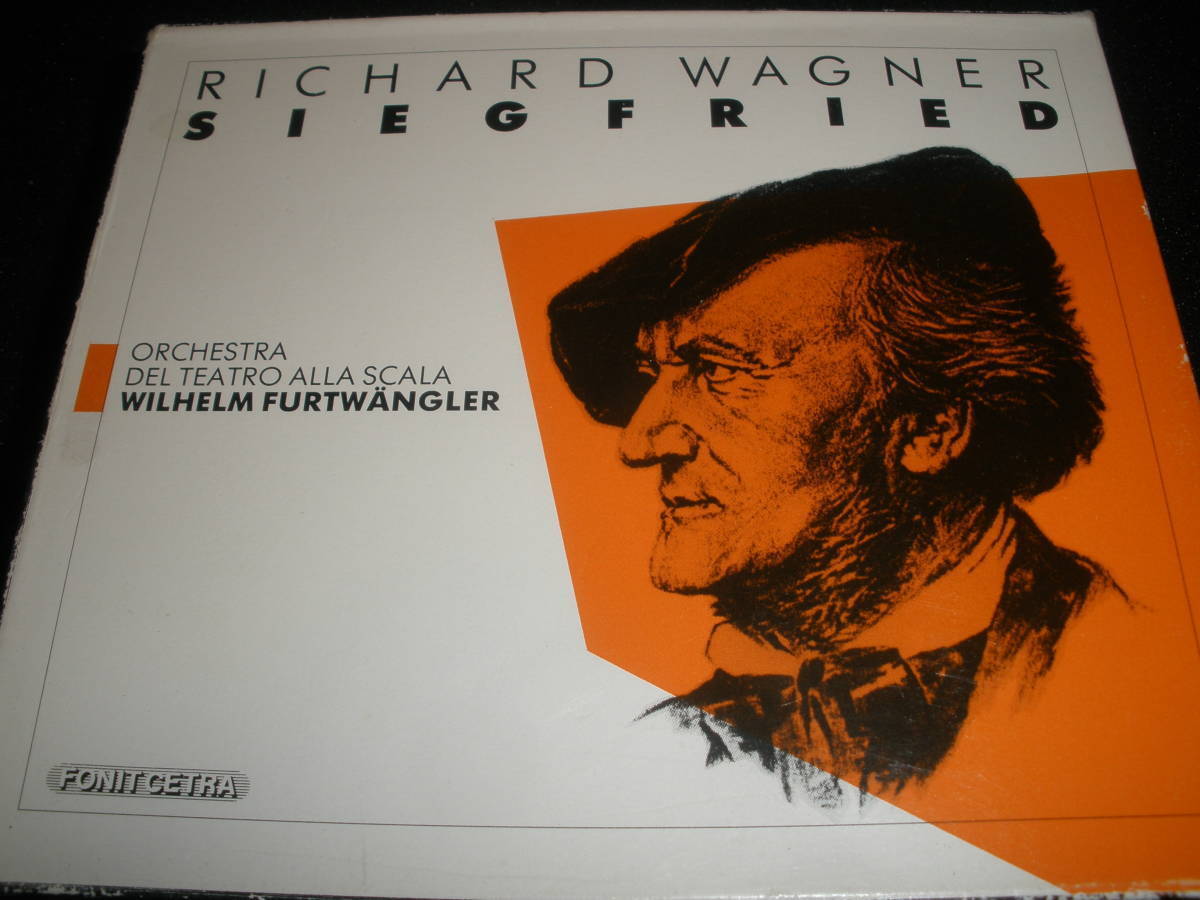 RICHARD WAGNER
SIEGFRIED
ORCHESTRA
DEL TEATRO ALLA SCALA
WILHELM FURTWÄNGLER
FONIT CETRA